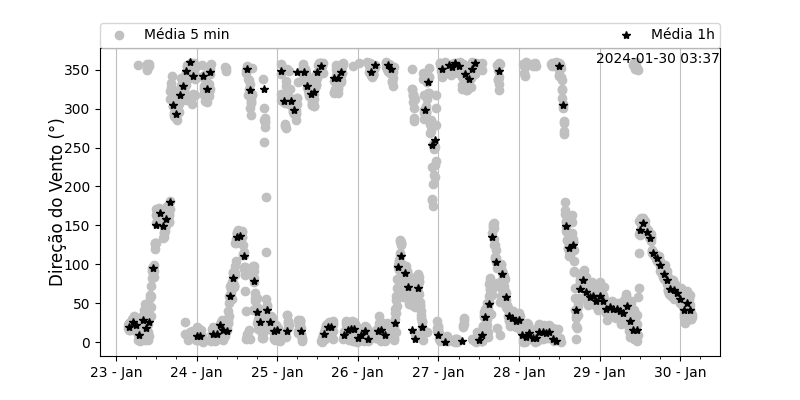 Média 5 min
Média 1h
2024-01-30 03:37
Direção do Vento (°)
350
300
250
200
150
100
50
0
23 - Jan
24 - Jan
25 - Jan
26 - Jan
27 - Jan
28 - Jan
29 - Jan
30 - Jan